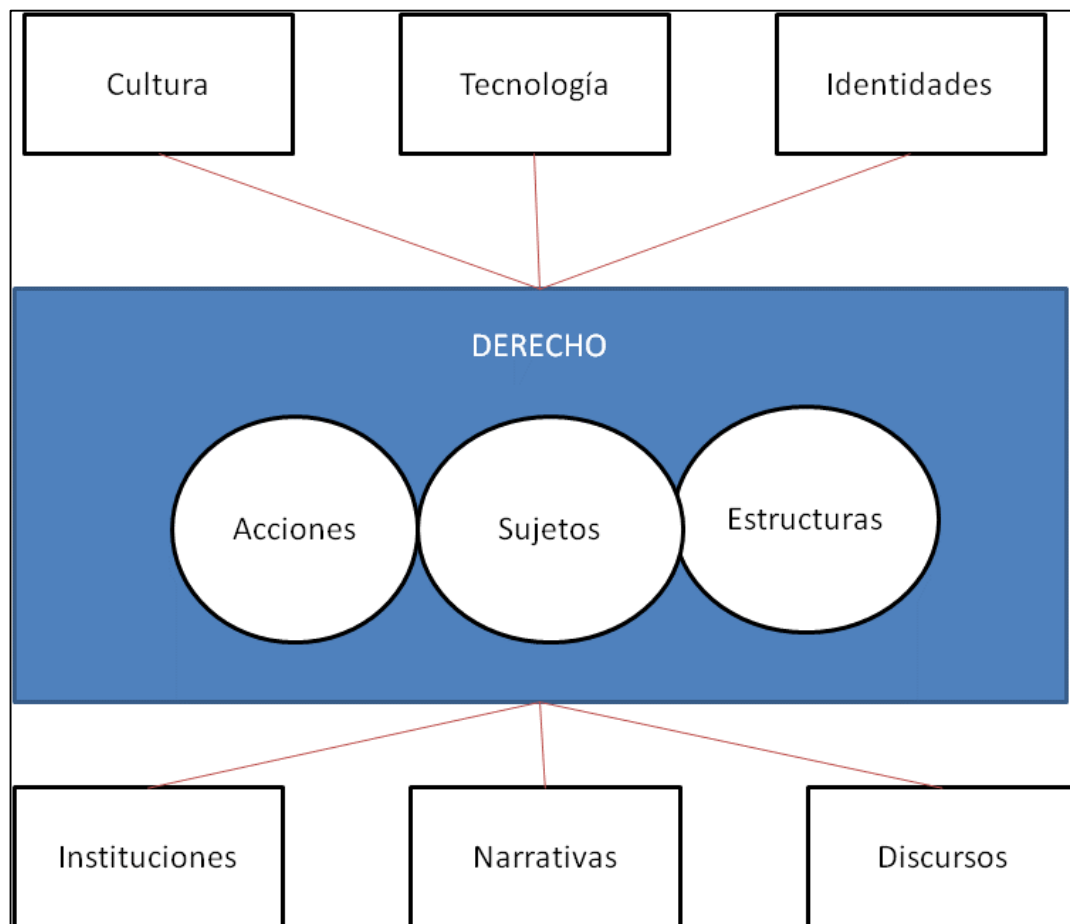 Cultura
Tecnología
Identidades
DERECHO
Acciones
Sujetos
Estructuras
Instituciones
Narrativas
Discursos